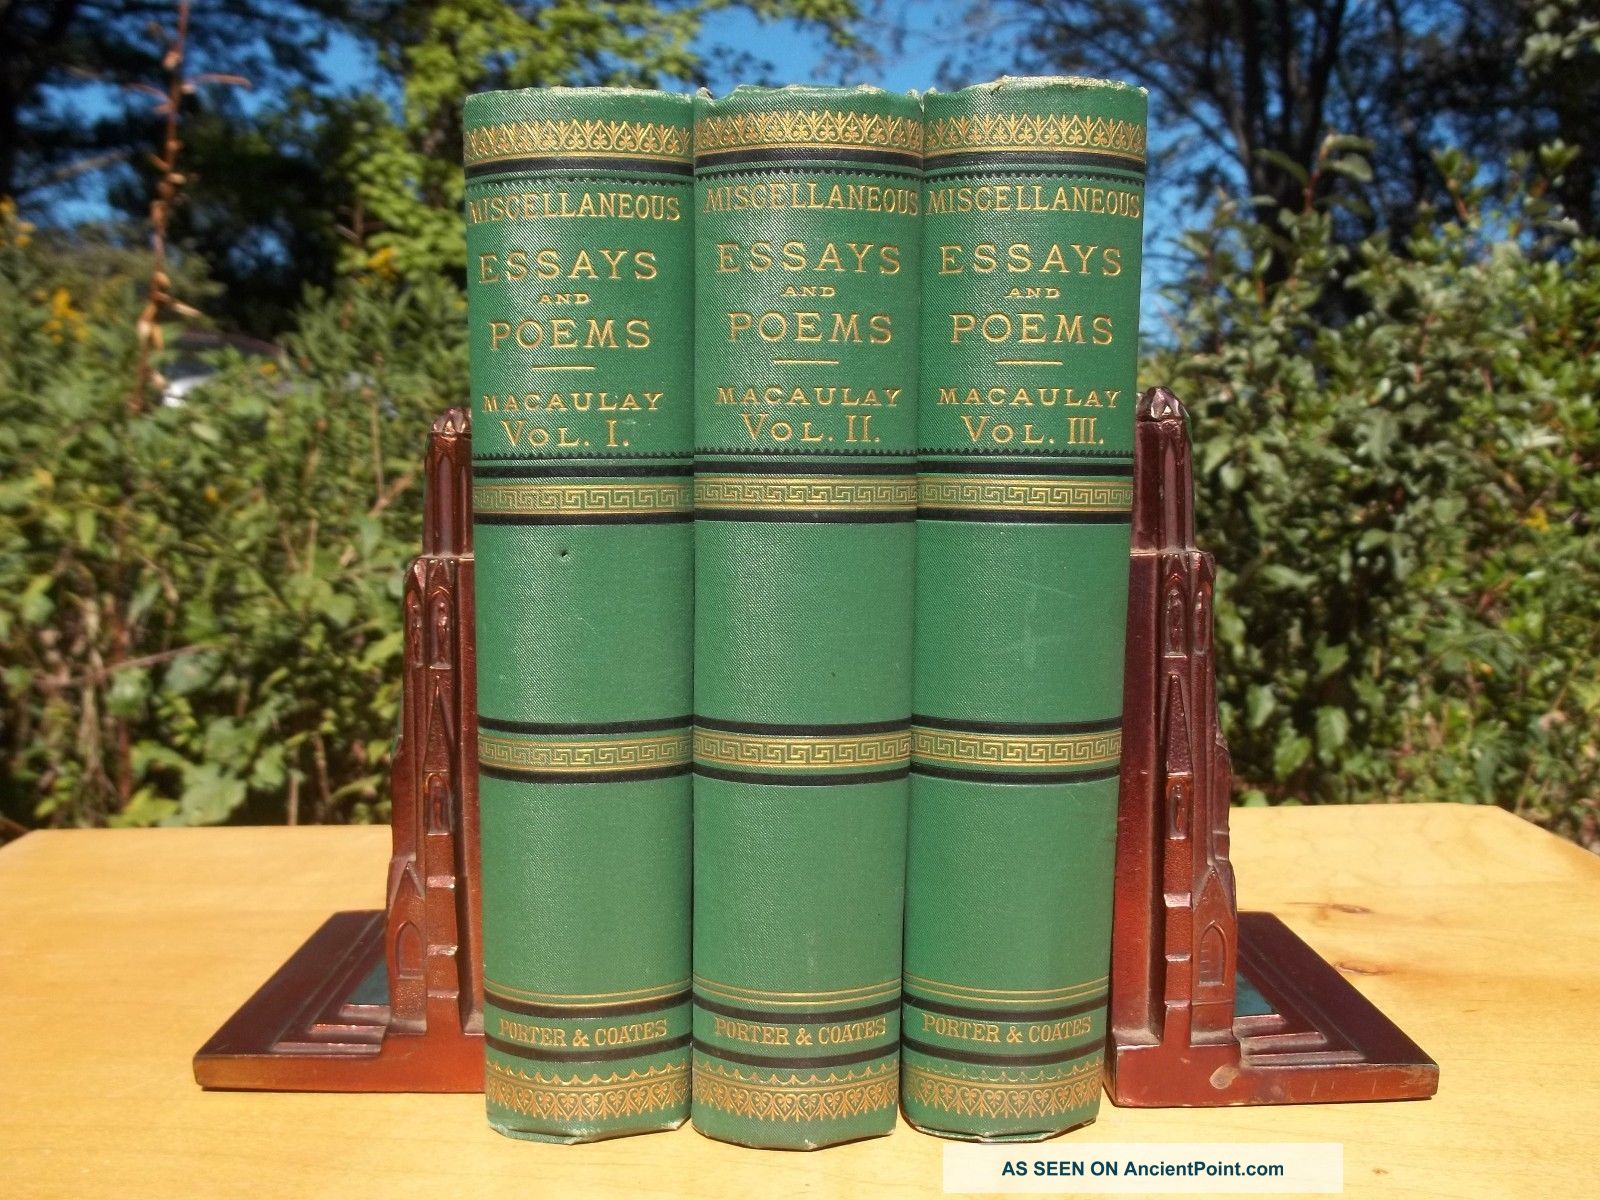 MISCELLANEOUS
ESSAYS
AND
POEMS
MACAULAY
VOL. I.
PORTER & COATES
MISCELLANEOUS
ESSAYS
AND
POEMS
MACAULAY
VOL. II.
PORTER & COATES
MISCELLANEOUS
ESSAYS
AND
POEMS
MACAULAY
VOL. III.
PORTER & COATES
AS SEEN ON AncientPoint.com